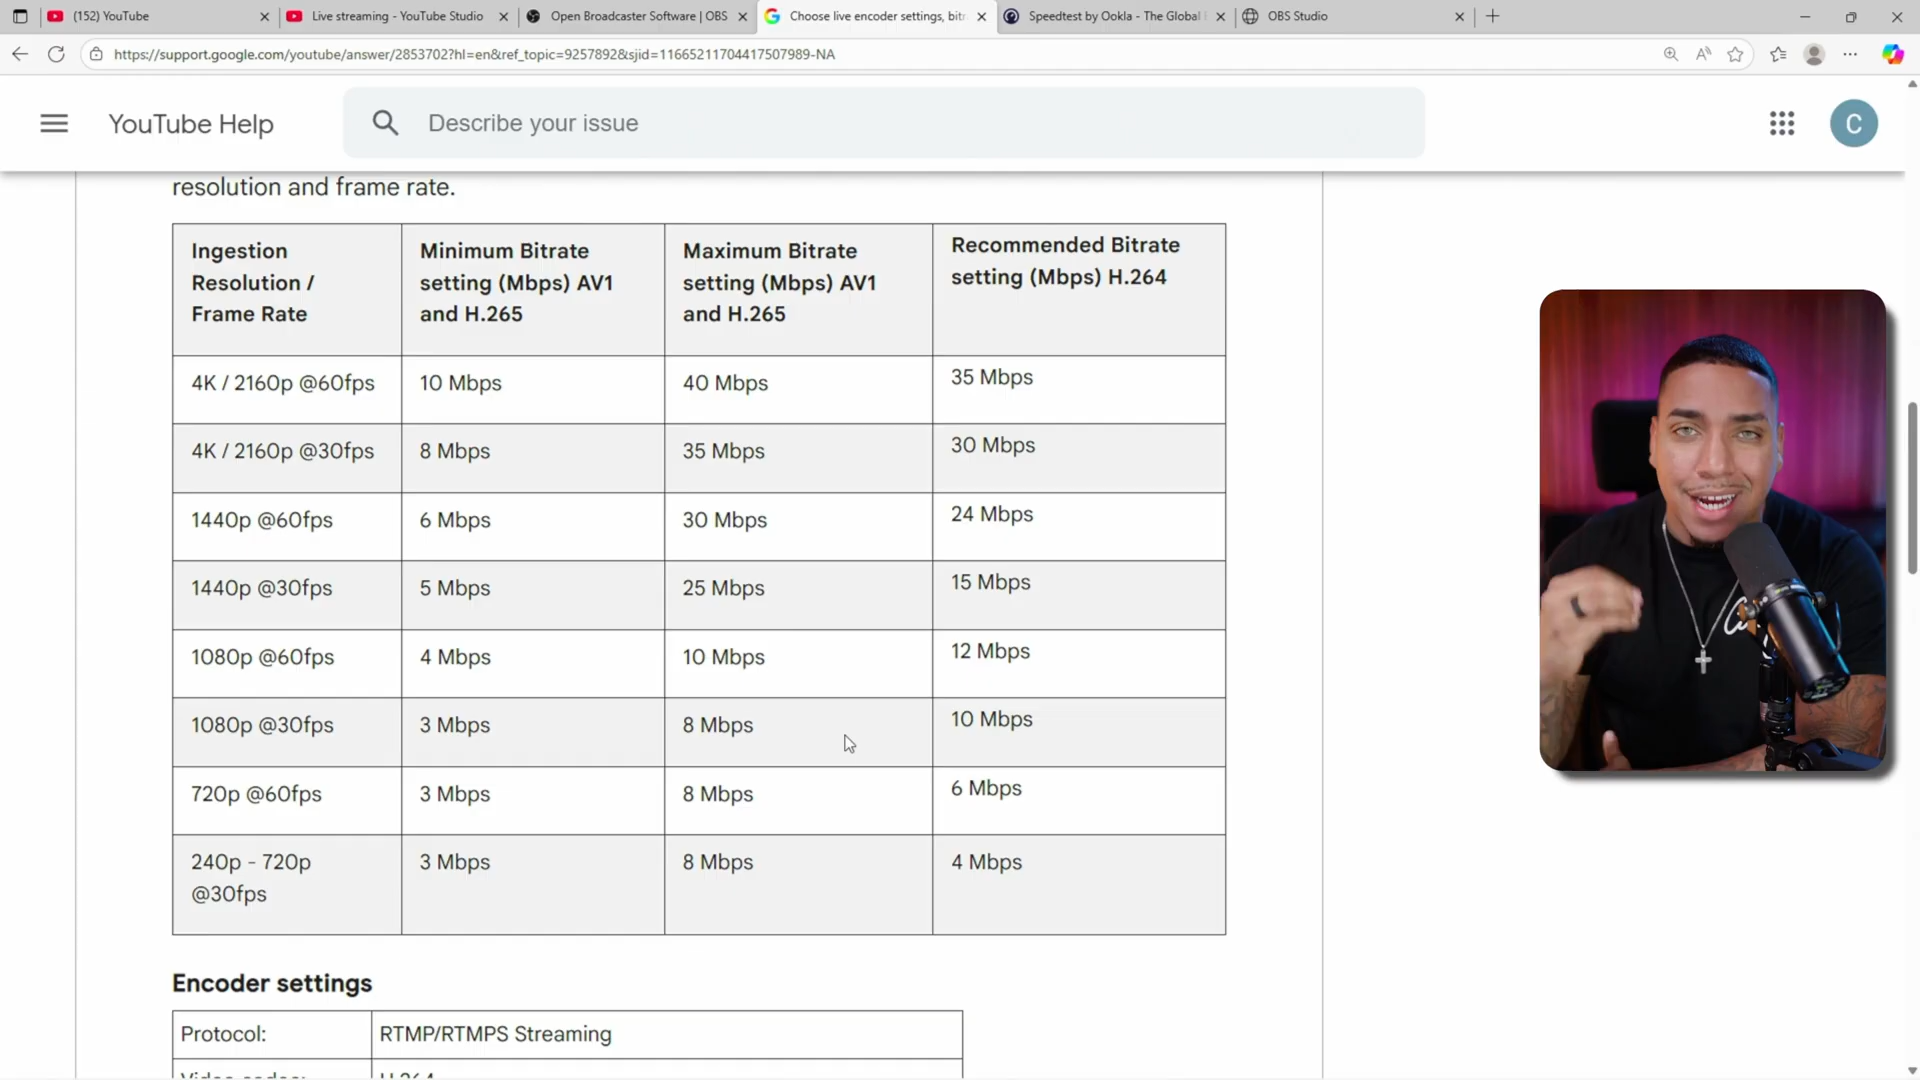 (152) YouTube
Live streaming - YouTube Studio
Open Broadcaster Software | OBS
Choose live encoder settings, bitr
Speedtest by Ookla - The Global
OBS Studio
https://support.google.com/youtube/answer/2853702?hl=en&ref_topic=9257892&sjid=11665211704417507989-NA
YouTube Help
Describe your issue
C
resolution and frame rate.
Ingestion
Resolution /
Frame Rate
Minimum Bitrate
setting (Mbps) AV1
and H.265
Maximum Bitrate
setting (Mbps) AV1
and H.265
Recommended Bitrate
setting (Mbps) H.264
4K / 2160p @60fps
10 Mbps
40 Mbps
35 Mbps
4K / 2160p @30fps
8 Mbps
35 Mbps
30 Mbps
1440p @60fps
6 Mbps
30 Mbps
24 Mbps
1440p @30fps
5 Mbps
25 Mbps
15 Mbps
1080p @60fps
4 Mbps
10 Mbps
12 Mbps
1080p @30fps
3 Mbps
8 Mbps
10 Mbps
720p @60fps
3 Mbps
8 Mbps
6 Mbps
240p - 720p
@30fps
3 Mbps
8 Mbps
4 Mbps
Encoder settings
Protocol:
RTMP/RTMPS Streaming